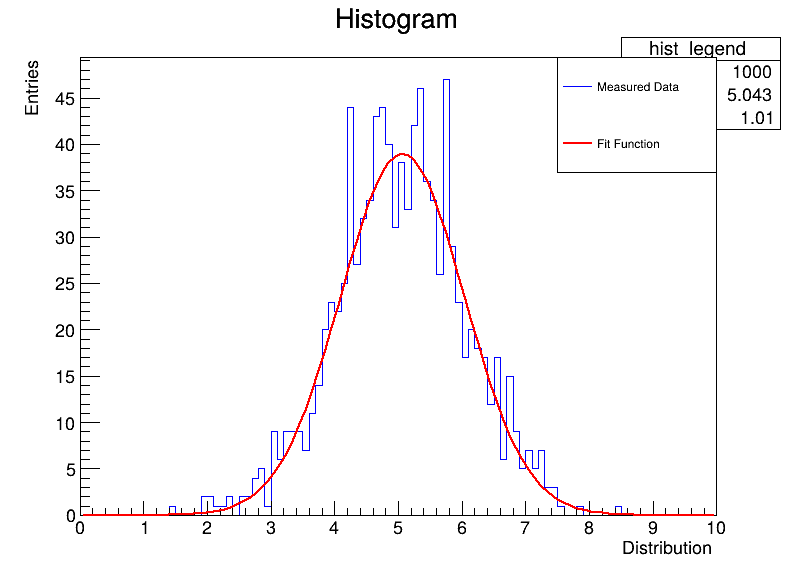 Histogram
hist_legend
1000
5.043
1.01
Measured Data
Fit Function
Entries
45
40
35
30
25
20
15
10
5
0
0 1 2 3 4 5 6 7 8 9 10
Distribution